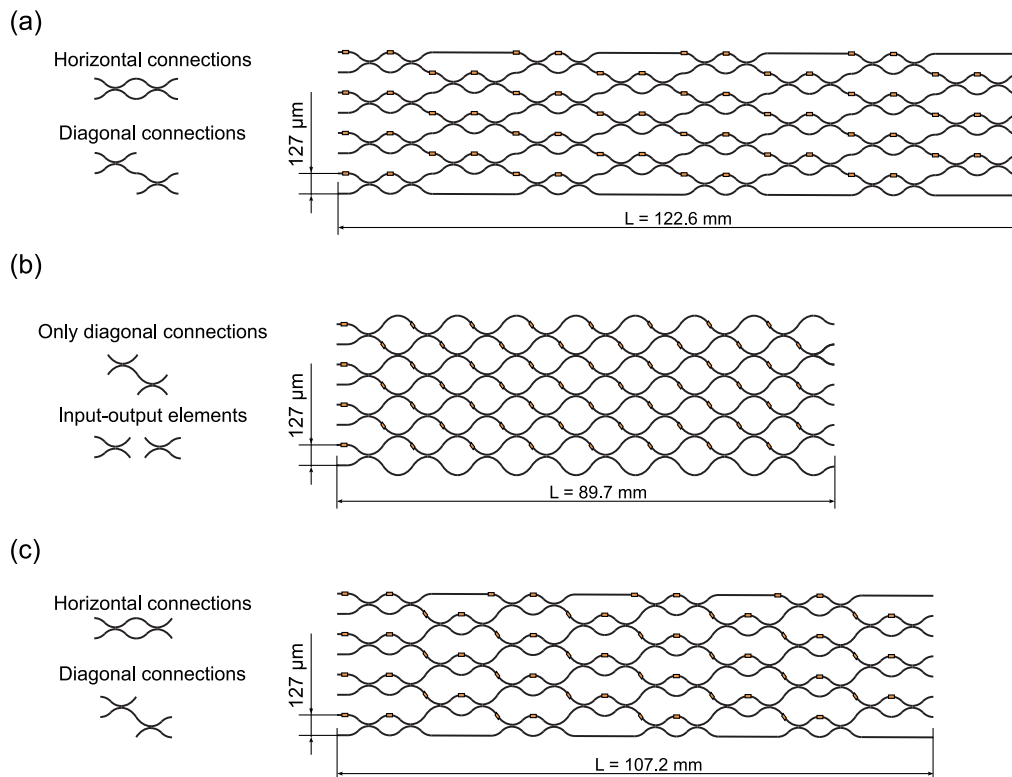 (a)
Horizontal connections
Diagonal connections
127 µm
L = 122.6 mm
(b)
Only diagonal connections
Input-output elements
127 µm
L = 89.7 mm
(c)
Horizontal connections
Diagonal connections
127 µm
L = 107.2 mm